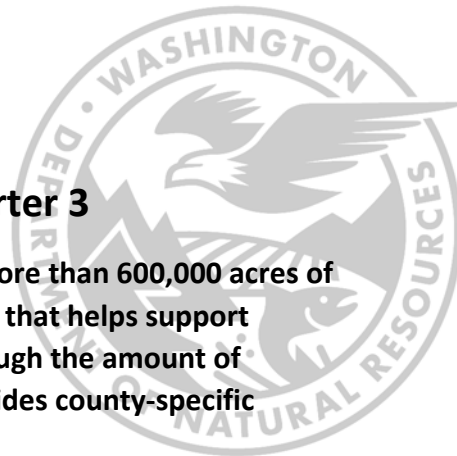 WASHINGTON
DEPARTMENT OF NATURAL RESOURCES
rter 3
ore than 600,000 acres of
that helps support
ugh the amount of
ides county-specific